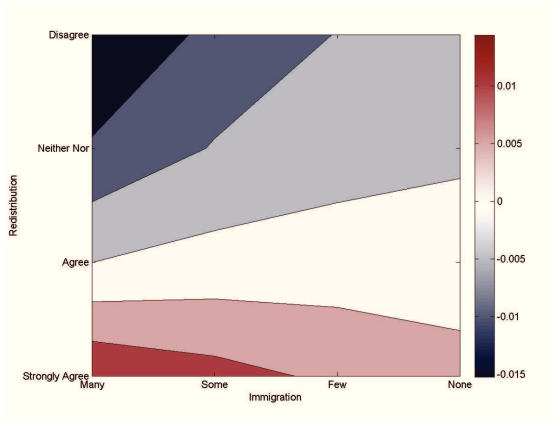 Disagree
Neither Nor
Agree
Strongly Agree
Redistribution
Many
Some
Few
None
Immigration
0.01
0.005
0
-0.005
-0.01
-0.015